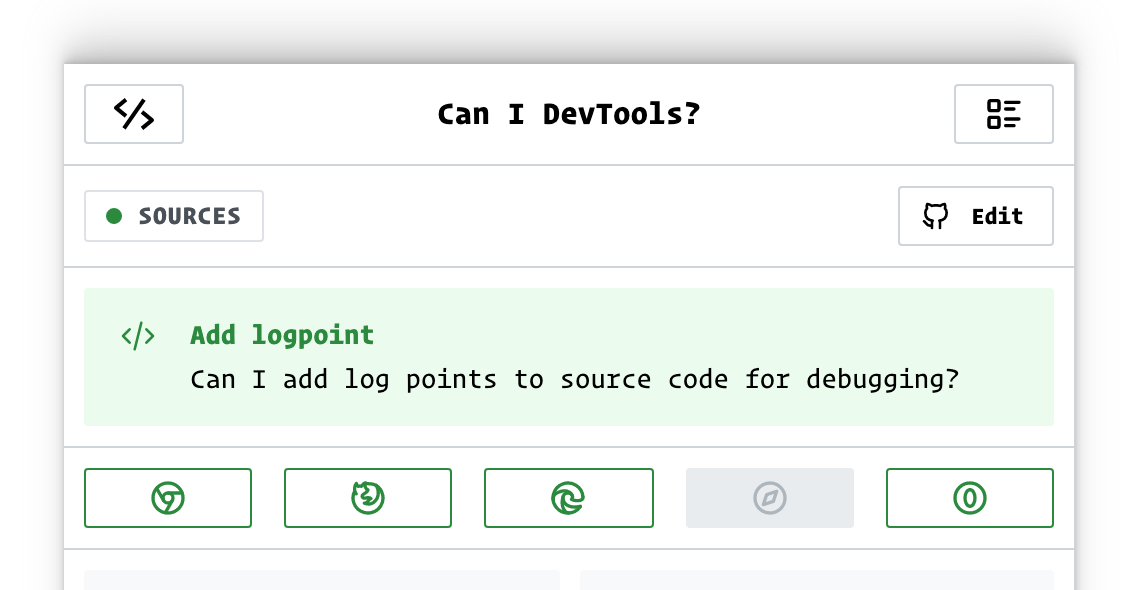 Can I DevTools?
SOURCES
Edit
Add logpoint
Can I add log points to source code for debugging?